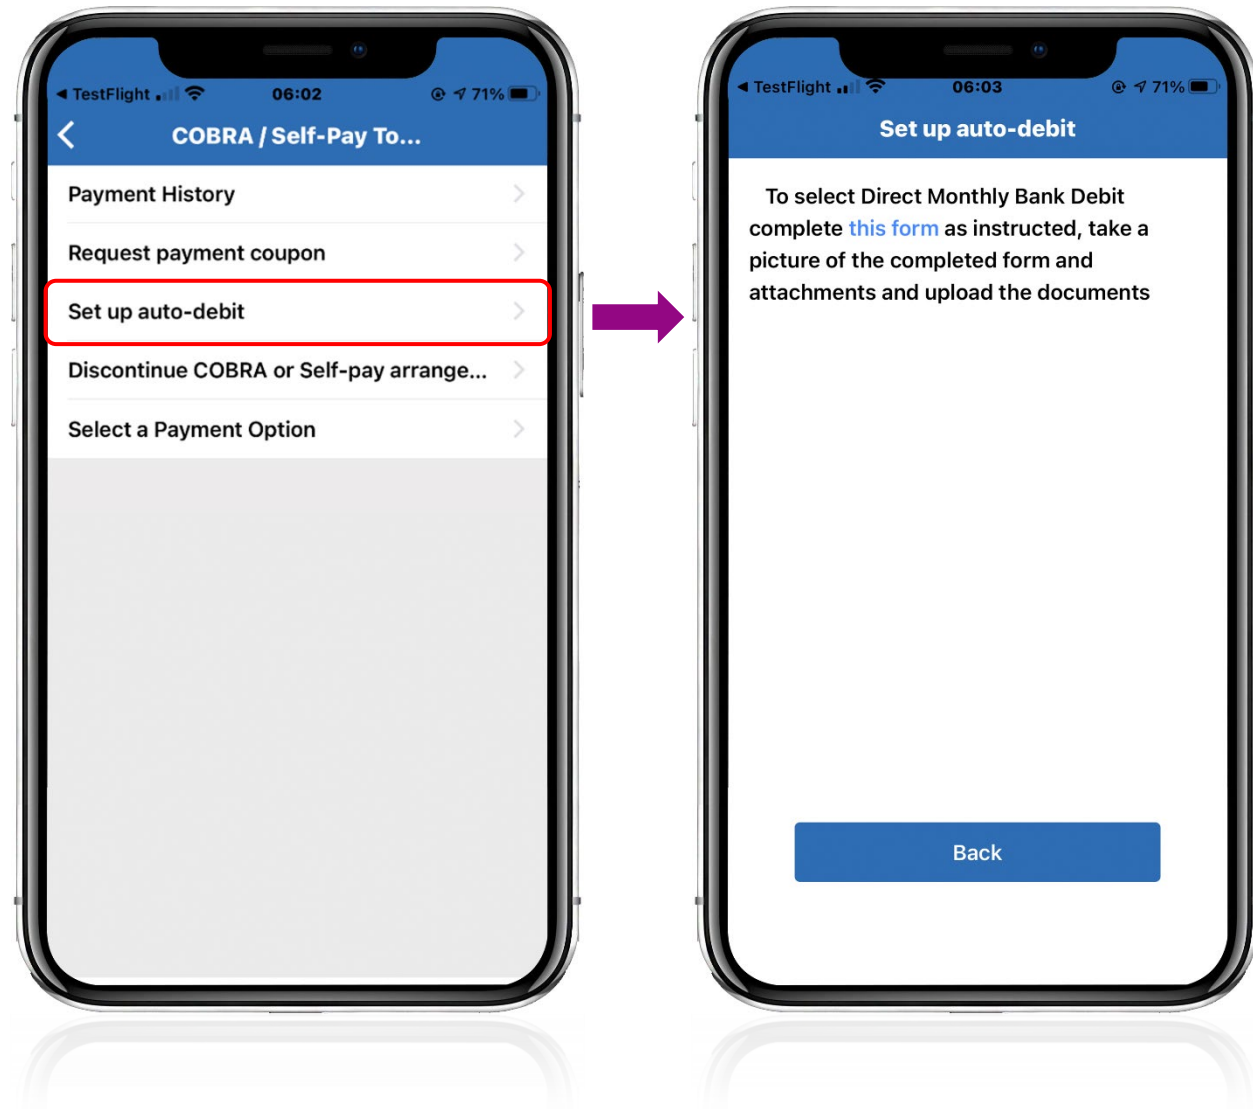 TestFlight 06:02 71%
COBRA / Self-Pay To...
Payment History
Request payment coupon
Set up auto-debit
Discontinue COBRA or Self-pay arrange...
Select a Payment Option
TestFlight 06:03 71%
Set up auto-debit
To select Direct Monthly Bank Debit
complete this form as instructed, take a
picture of the completed form and
attachments and upload the documents
Back